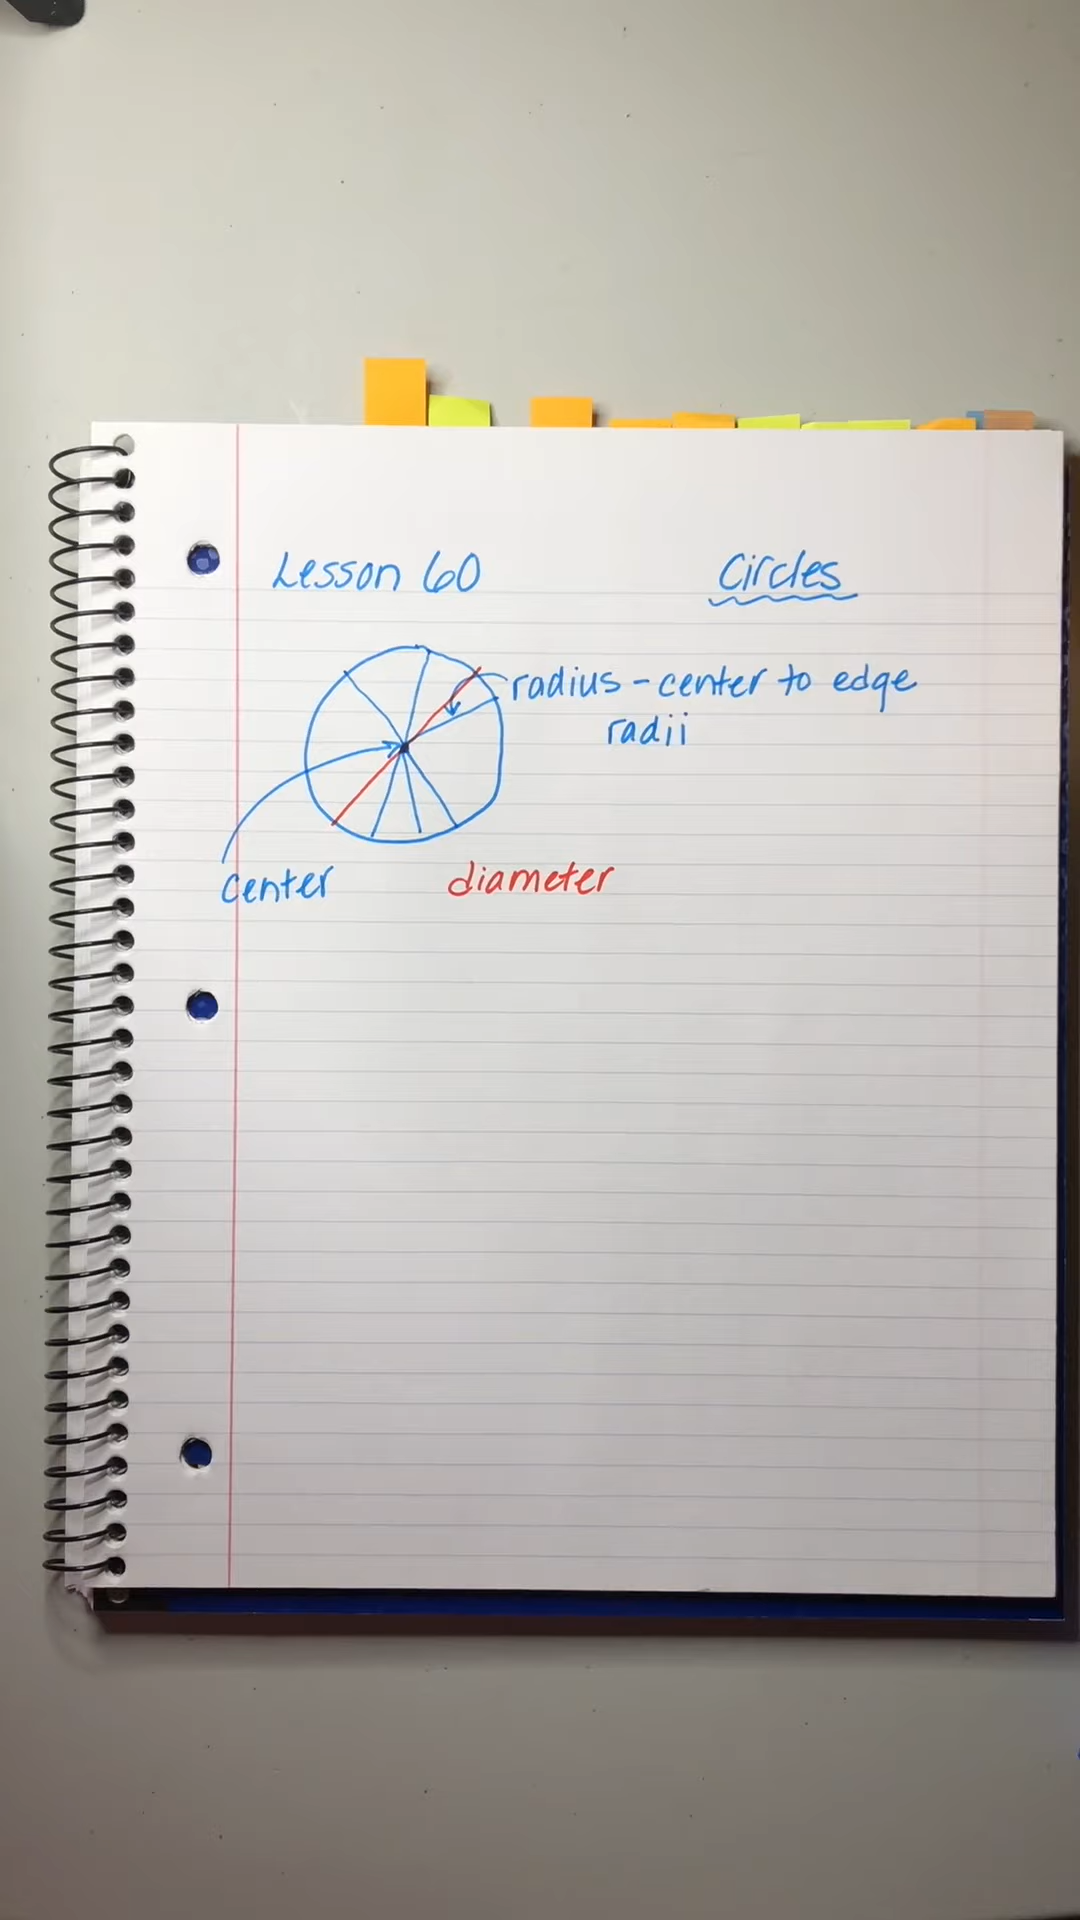 Lesson 60
Circles
radius - center to edge
radii
center
diameter